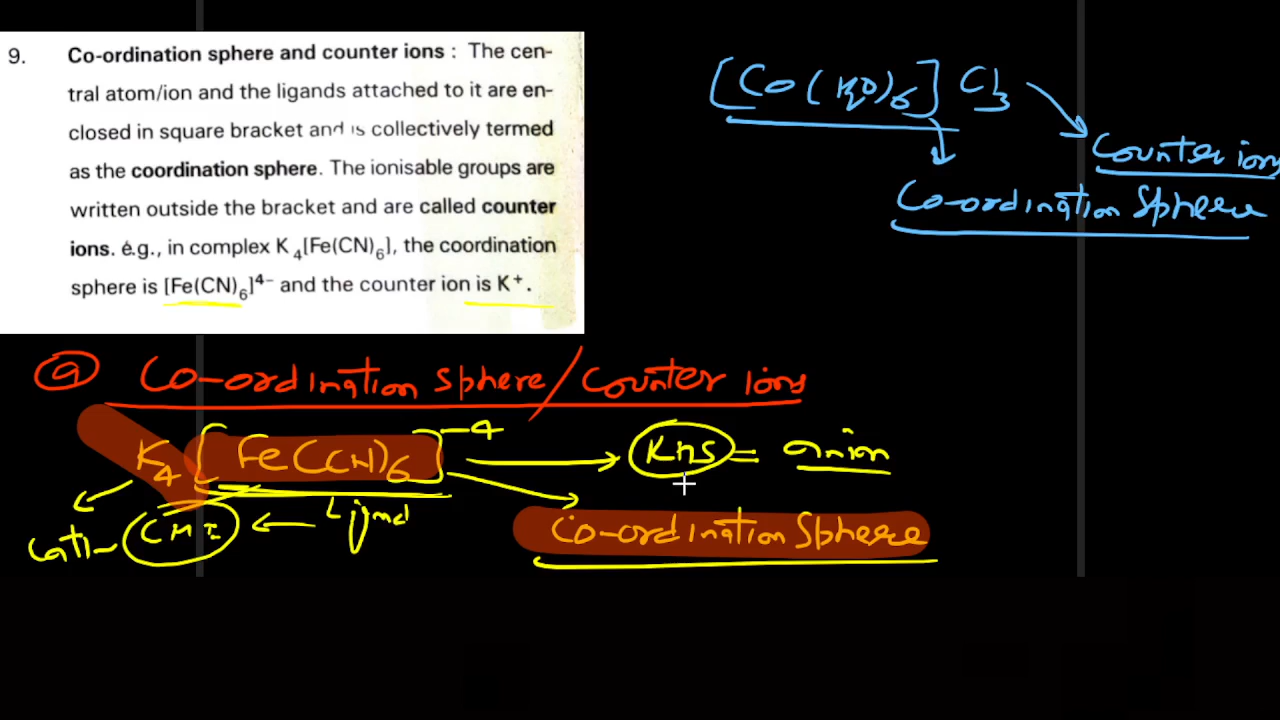 9. Co-ordination sphere and counter ions : The cen-
tral atom/ion and the ligands attached to it are en-
closed in square bracket and is collectively termed
as the coordination sphere. The ionisable groups are
written outside the bracket and are called counter
ions. e.g., in complex K₄[Fe(CN)₆], the coordination
sphere is [Fe(CN)₆]⁴⁻ and the counter ion is K⁺.
[Co(H₂O)₆] Cl₃
Counter ions
Co-ordination Sphere
9 Co-ordination sphere/Counter ions
K₄ [Fe(CN)₆]⁻⁴ = anion
Ligand
Co-ordination Sphere